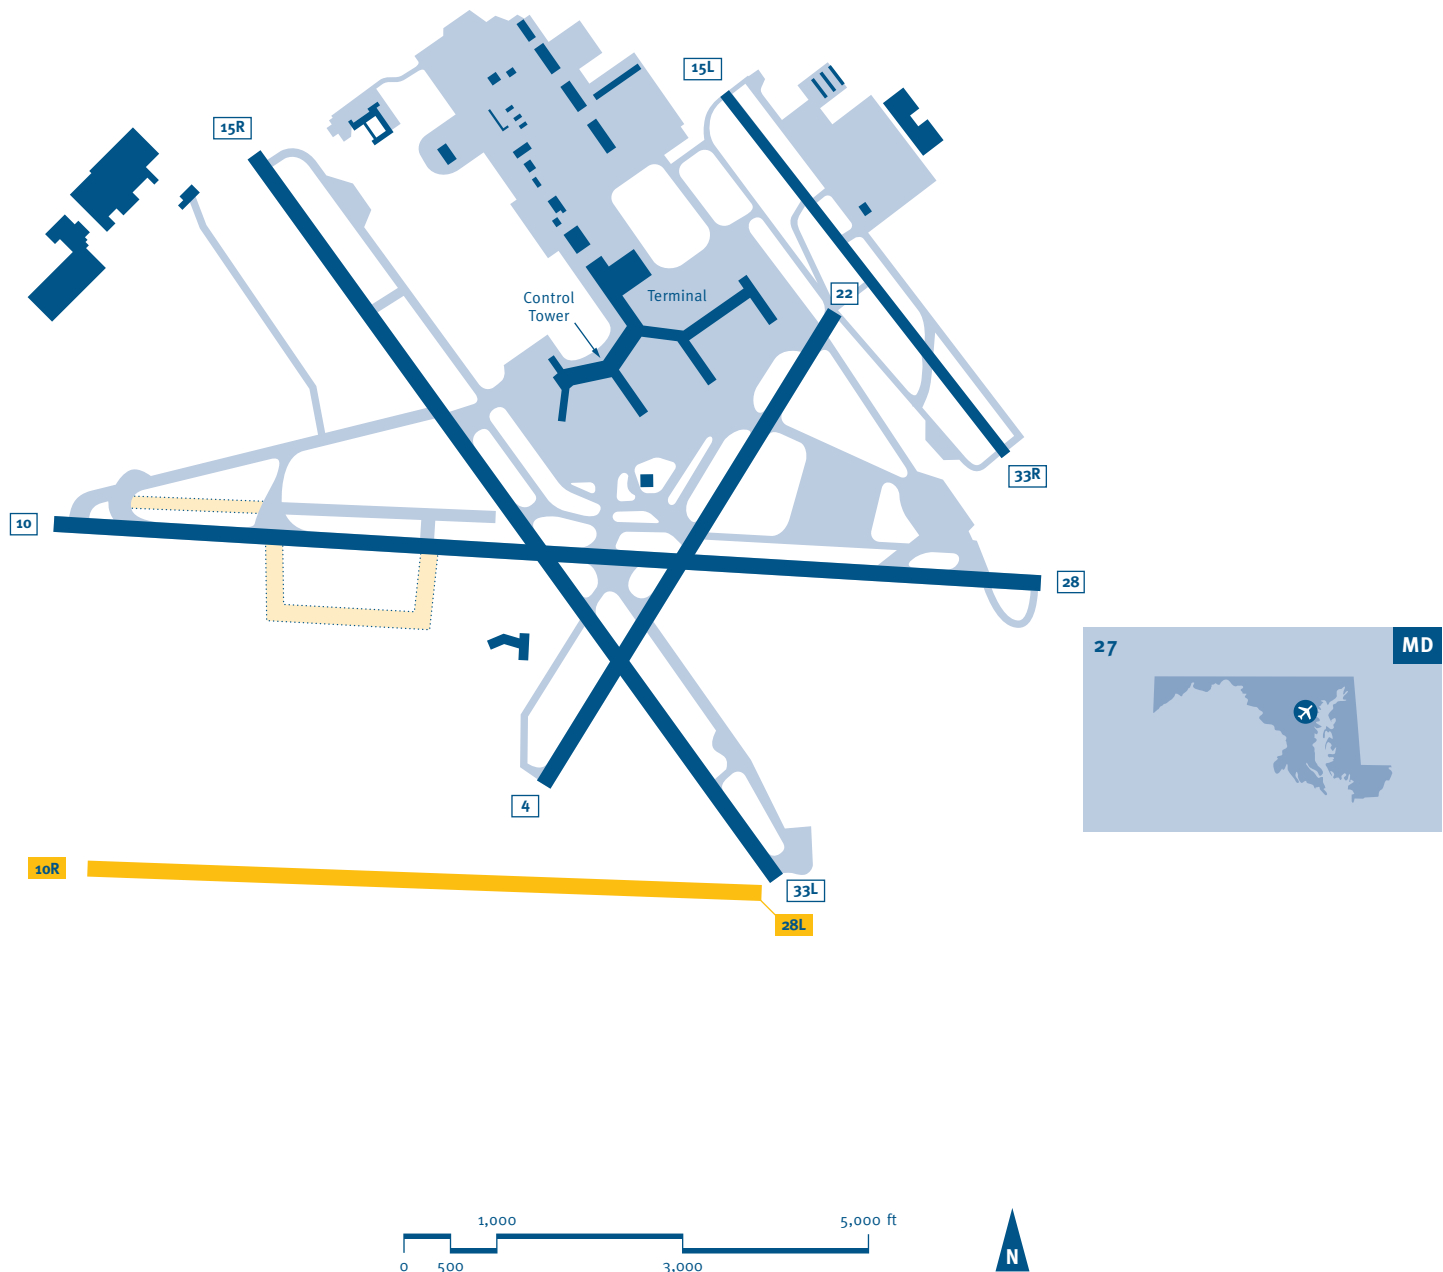 15L
15R
22
Control
Tower
Terminal
33R
10
28
27
MD
4
10R
33L
28L
1,000
5,000 ft
0
500
3,000
N